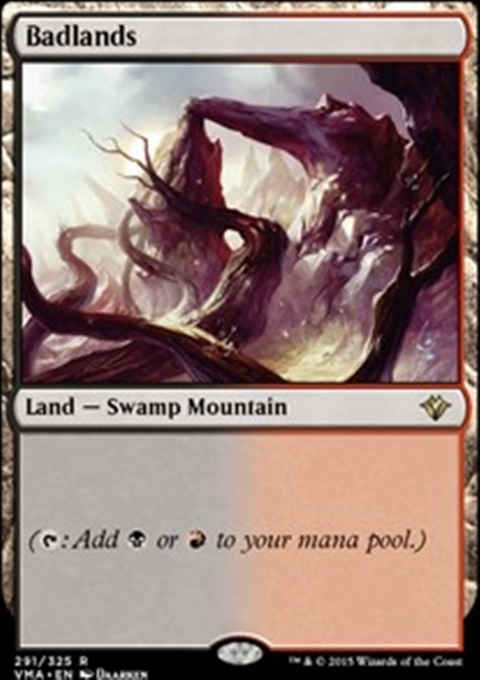 Badlands
Land — Swamp Mountain
(:Add or to your mana pool.)
291/325 R
VMA • EN Daarken
™ & © 2015 Wizards of the Coast